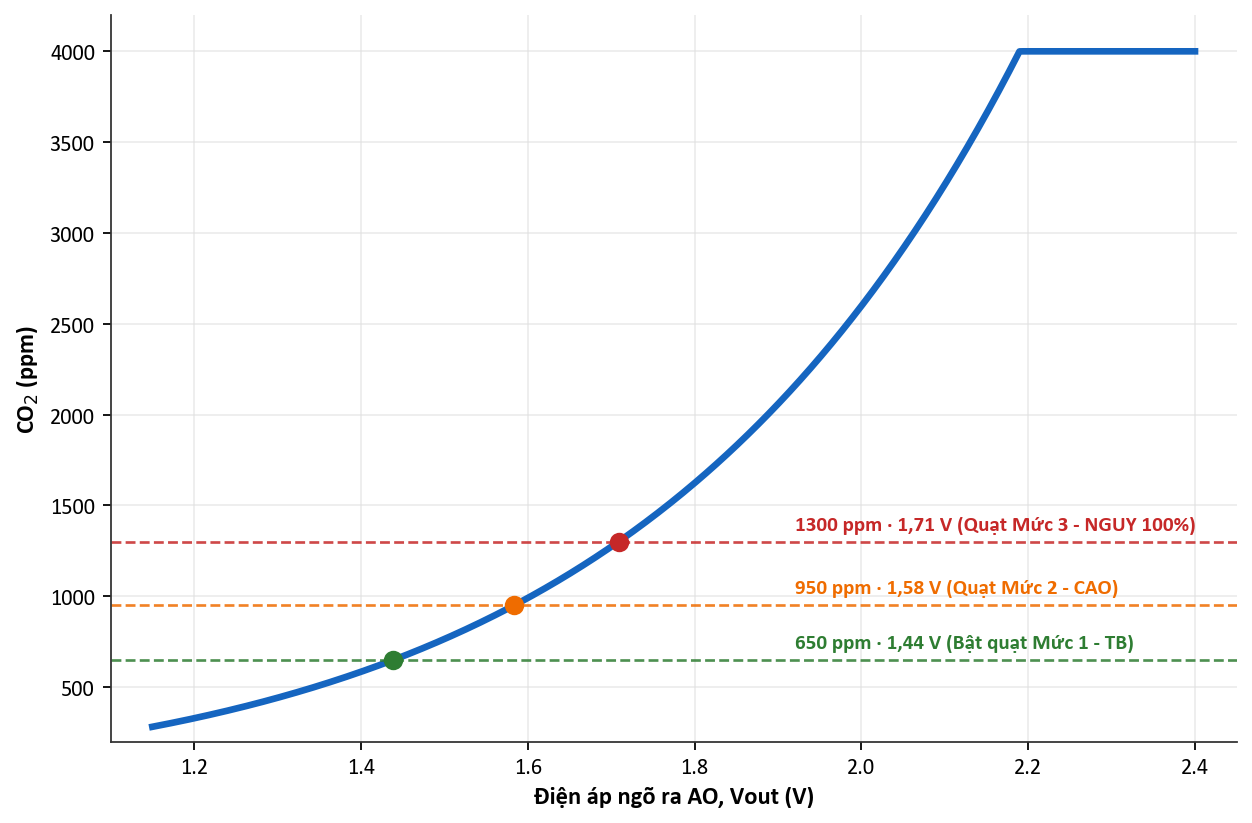 4000
3500
3000
2500
2000
1500
1000
500
CO₂ (ppm)
1300 ppm · 1,71 V (Quạt Mức 3 - NGUY 100%)
950 ppm · 1,58 V (Quạt Mức 2 - CAO)
650 ppm · 1,44 V (Bật quạt Mức 1 - TB)
1.2 1.4 1.6 1.8 2.0 2.2 2.4
Điện áp ngõ ra AO, Vout (V)